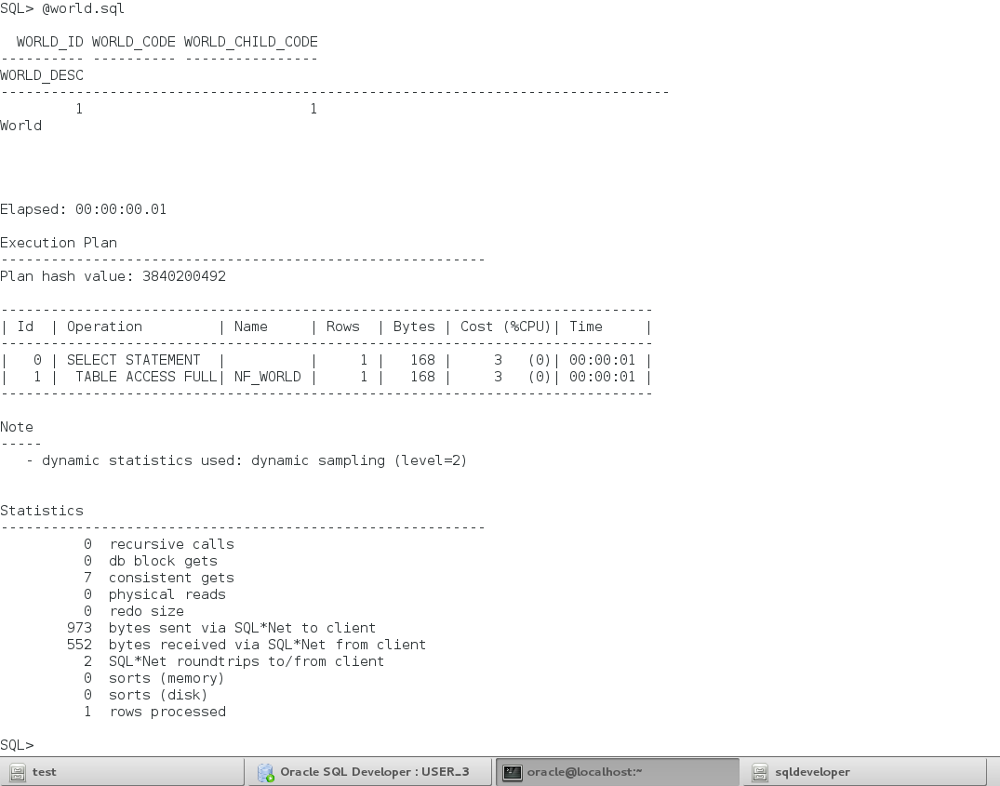 SQL> @world.sql
  WORLD_ID WORLD_CODE WORLD_CHILD_CODE
---------- ---------- ----------------
WORLD_DESC
--------------------------------------------------------------------------------
         1                           1
World
Elapsed: 00:00:00.01
Execution Plan
----------------------------------------------------------
Plan hash value: 3840200492
------------------------------------------------------------------------------
| Id  | Operation         | Name     | Rows  | Bytes | Cost (%CPU)| Time     |
------------------------------------------------------------------------------
|   0 | SELECT STATEMENT  |          |     1 |   168 |     3   (0)| 00:00:01 |
|   1 |  TABLE ACCESS FULL| NF_WORLD |     1 |   168 |     3   (0)| 00:00:01 |
------------------------------------------------------------------------------
Note
-----
   - dynamic statistics used: dynamic sampling (level=2)
Statistics
----------------------------------------------------------
          0  recursive calls
          0  db block gets
          7  consistent gets
          0  physical reads
          0  redo size
        973  bytes sent via SQL*Net to client
        552  bytes received via SQL*Net from client
          2  SQL*Net roundtrips to/from client
          0  sorts (memory)
          0  sorts (disk)
          1  rows processed
SQL>
test
Oracle SQL Developer : USER_3
oracle@localhost:~
sqldeveloper